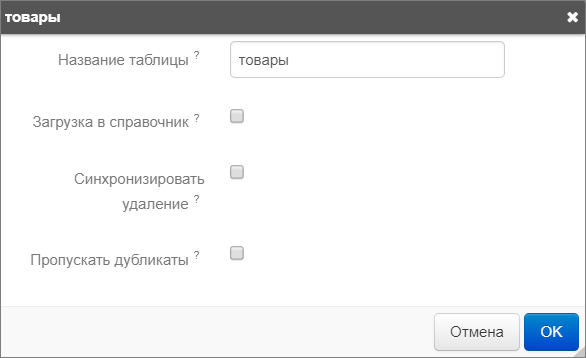 товары
Название таблицы ?
товары
Загрузка в справочник ?
Синхронизировать
удаление ?
Пропускать дубликаты ?
Отмена
OK